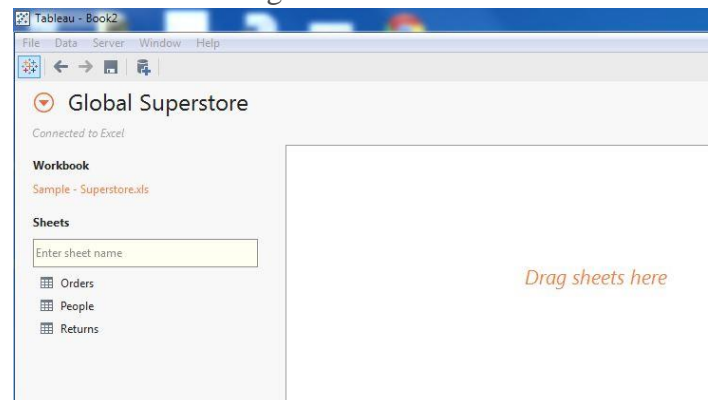 Tableau - Book2
File Data Server Window Help
Global Superstore
Connected to Excel
Workbook
Sample - Superstore.xls
Sheets
Enter sheet name
Orders
People
Returns
Drag sheets here